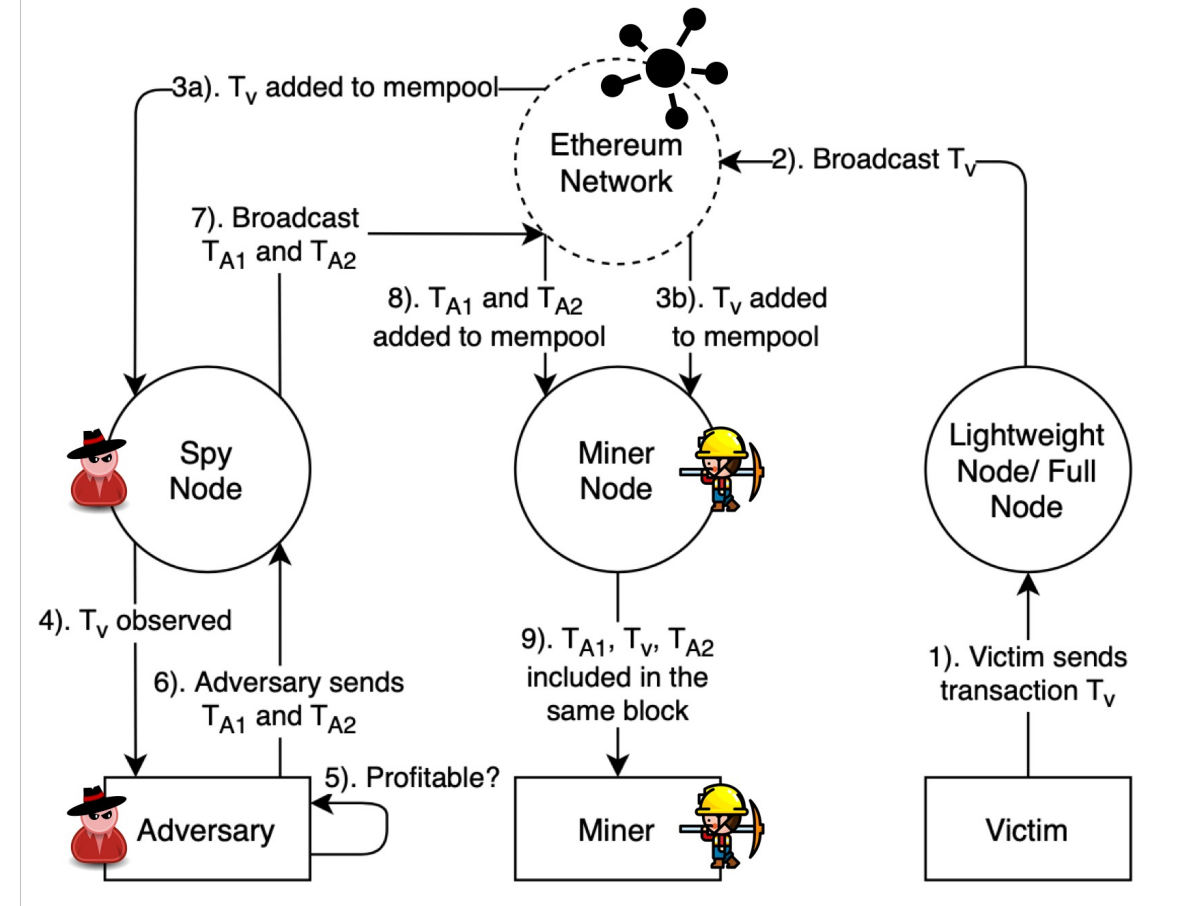 3a). Tv added to mempool
Ethereum
Network
2). Broadcast Tv
7). Broadcast
TA1 and TA2
8). TA1 and TA2
added to mempool
3b). Tv added
to mempool
Spy
Node
Miner
Node
Lightweight
Node/ Full
Node
4). Tv observed
6). Adversary sends
TA1 and TA2
9). TA1, Tv, TA2
included in the
same block
1). Victim sends
transaction Tv
5). Profitable?
Adversary
Miner
Victim